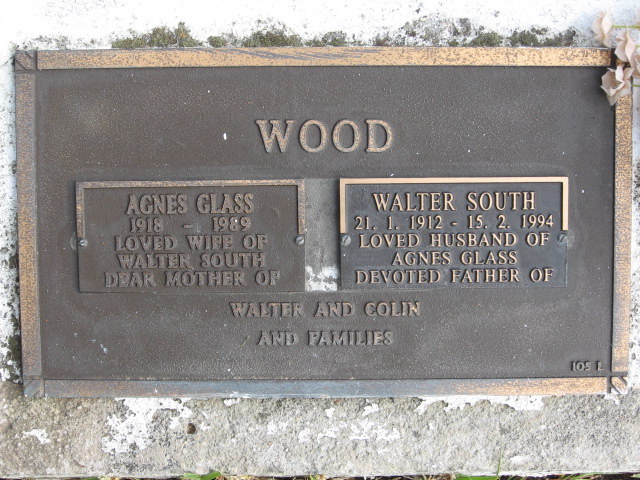 WOOD
AGNES GLASS
1918 - 1989
LOVED WIFE OF
WALTER SOUTH
DEAR MOTHER OF
WALTER SOUTH
21. 1. 1912 - 15. 2. 1994
LOVED HUSBAND OF
AGNES GLASS
DEVOTED FATHER OF
WALTER AND COLIN
AND FAMILIES
105 L